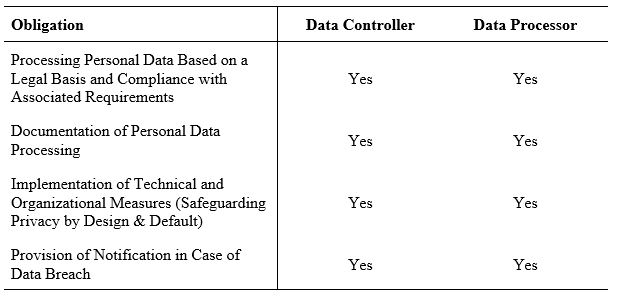 Obligation Data Controller Data Processor
Processing Personal Data Based on a
Legal Basis and Compliance with
Associated Requirements
Yes Yes
Documentation of Personal Data
Processing
Yes Yes
Implementation of Technical and
Organizational Measures (Safeguarding
Privacy by Design & Default)
Yes Yes
Provision of Notification in Case of
Data Breach
Yes Yes